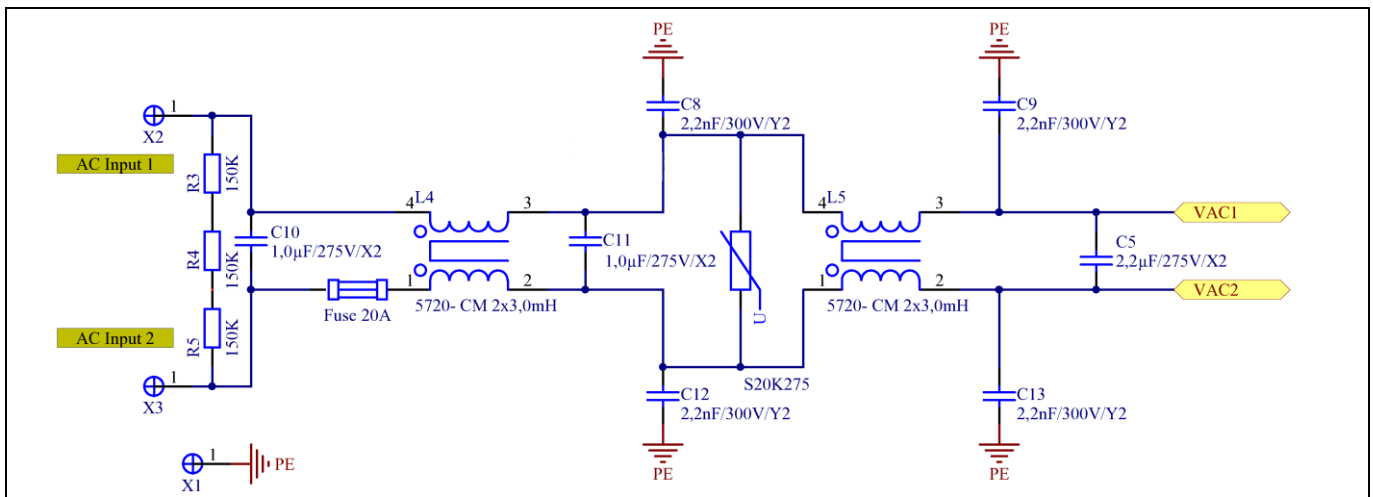 PE
PE
C8
2,2nF/300V/Y2
C9
2,2nF/300V/Y2
1
X2
AC Input 1
R3
150K
R4
150K
R5
150K
AC Input 2
1
X3
C10
1,0µF/275V/X2
Fuse 20A
L4
4
3
1
2
5720- CM 2x3,0mH
C11
1,0µF/275V/X2
U
S20K275
L5
4
3
1
2
5720- CM 2x3,0mH
VAC1
C5
2,2µF/275V/X2
VAC2
C12
2,2nF/300V/Y2
C13
2,2nF/300V/Y2
PE
PE
1
X1
PE